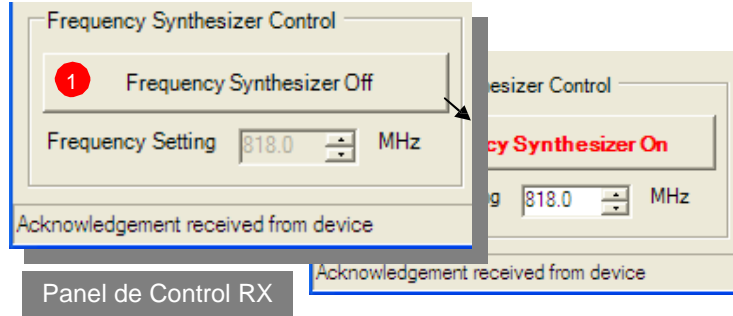 Frequency Synthesizer Control
1 Frequency Synthesizer Off
Frequency Setting 818.0 MHz
Acknowledgement received from device
Panel de Control RX
esizer Control
cy Synthesizer On
g 818.0 MHz
Acknowledgement received from device